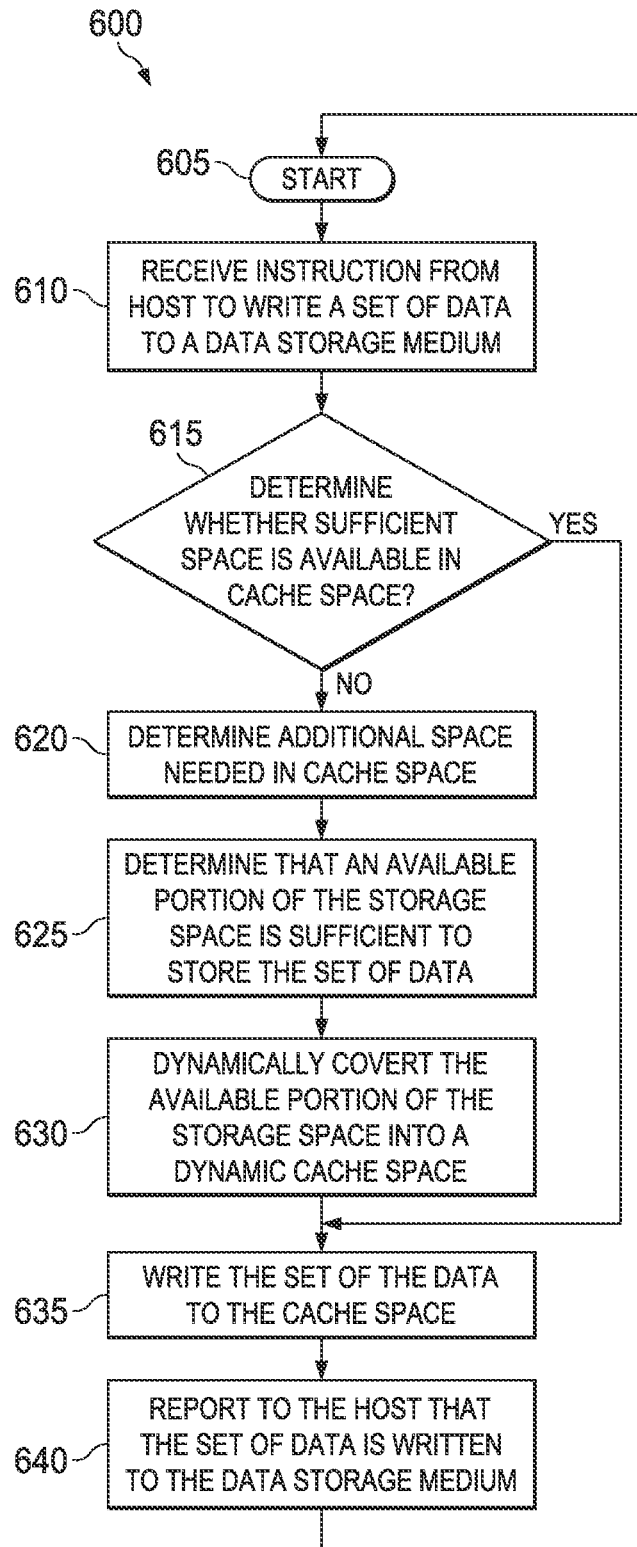 600
605
START
610
RECEIVE INSTRUCTION FROM
HOST TO WRITE A SET OF DATA
TO A DATA STORAGE MEDIUM
615
DETERMINE
WHETHER SUFFICIENT
SPACE IS AVAILABLE IN
CACHE SPACE?
YES
NO
620
DETERMINE ADDITIONAL SPACE
NEEDED IN CACHE SPACE
625
DETERMINE THAT AN AVAILABLE
PORTION OF THE STORAGE
SPACE IS SUFFICIENT TO
STORE THE SET OF DATA
630
DYNAMICALLY COVERT THE
AVAILABLE PORTION OF THE
STORAGE SPACE INTO A
DYNAMIC CACHE SPACE
635
WRITE THE SET OF THE DATA
TO THE CACHE SPACE
640
REPORT TO THE HOST THAT
THE SET OF DATA IS WRITTEN
TO THE DATA STORAGE MEDIUM